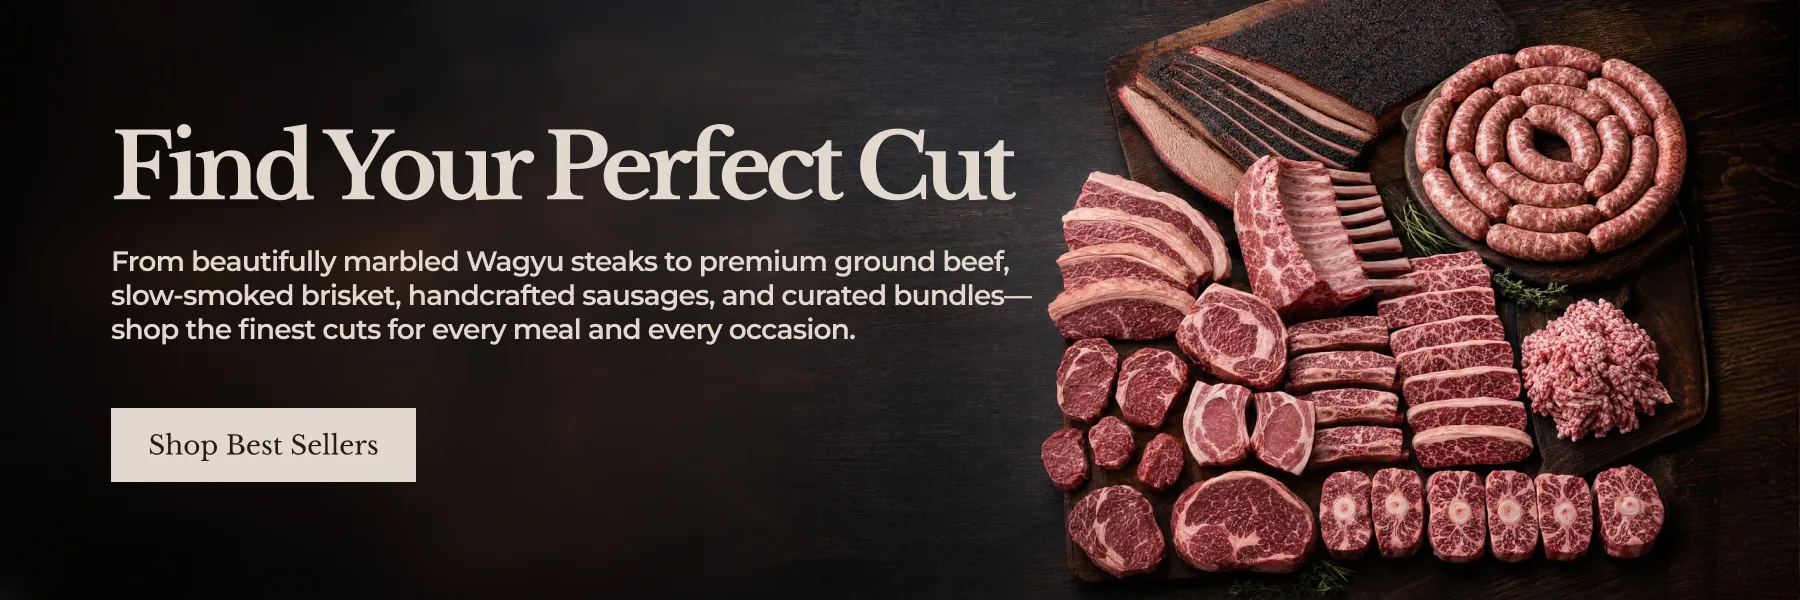 Find Your Perfect Cut
From beautifully marbled Wagyu steaks to premium ground beef,
slow-smoked brisket, handcrafted sausages, and curated bundles—
shop the finest cuts for every meal and every occasion.
Shop Best Sellers